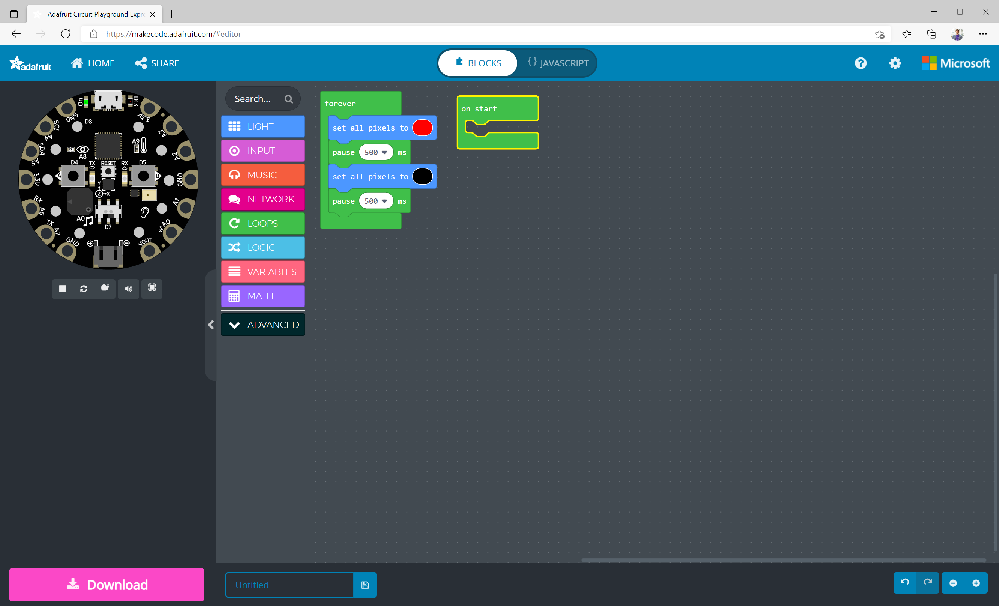 Adafruit Circuit Playground Expre
https://makecode.adafruit.com/#editor
adafruit
HOME
SHARE
BLOCKS
{} JAVASCRIPT
Microsoft
On
D13
GND
3.3V
SCL
A4
D8
A3
SDA
A5
A8
A9
A2
D4
TX
RESET
RX
D5
3.3V
A
B
GND
Y
Z
X
RX
A6
A1
A0
D7
TX
A7
A0
GND
VOUT
Search...
LIGHT
INPUT
MUSIC
NETWORK
LOOPS
LOGIC
VARIABLES
MATH
ADVANCED
forever
set all pixels to
pause 500 ms
set all pixels to
pause 500 ms
on start
Download
Untitled